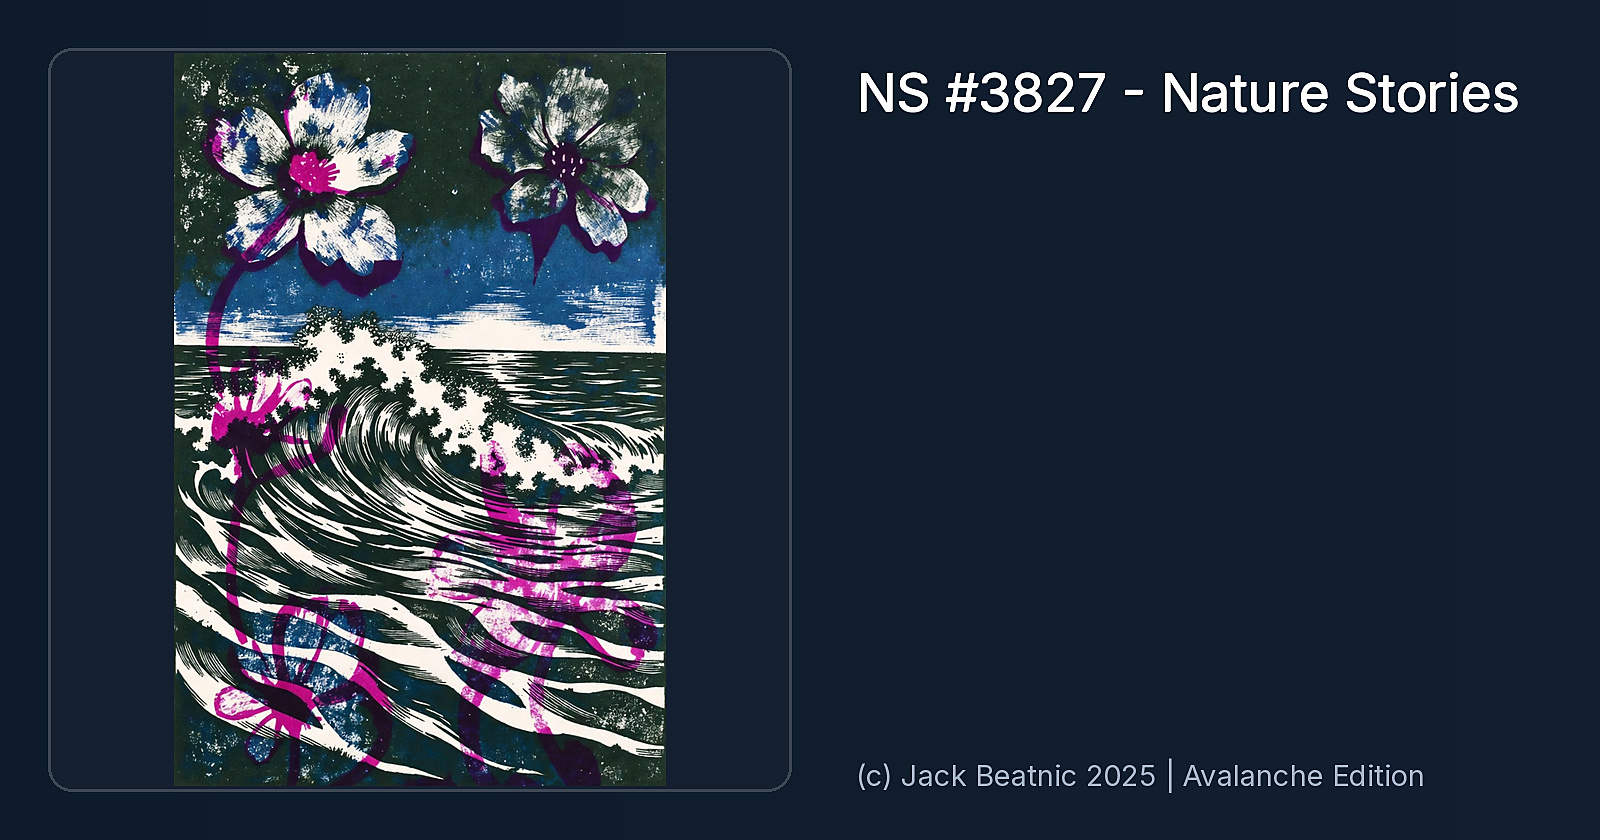 NS #3827 - Nature Stories
(c) Jack Beatnic 2025 | Avalanche Edition